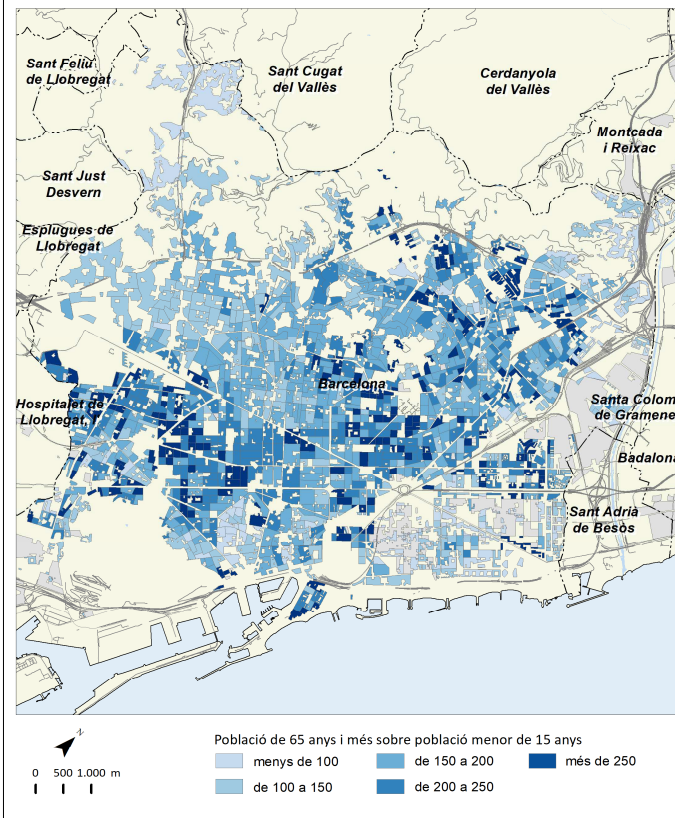 Sant Feliu
de Llobregat
Sant Cugat
del Vallès
Cerdanyola
del Vallès
Montcada
i Reixac
Sant Just
Desvern
Esplugues de
Llobregat
Barcelona
Hospitalet de
Llobregat, l'
Santa Colom
de Gramene
Badalona
Sant Adrià
de Besòs
N
0 500 1.000 m
Població de 65 anys i més sobre població menor de 15 anys
menys de 100
de 100 a 150
de 150 a 200
de 200 a 250
més de 250